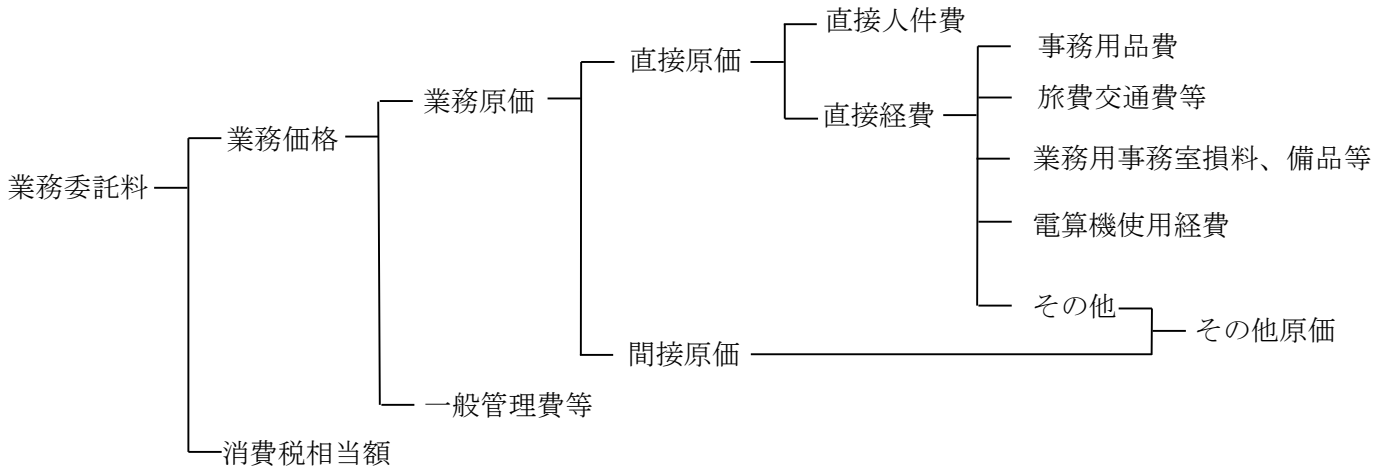 業務委託料
業務価格
業務原価
直接原価
直接人件費
直接経費
事務用品費
旅費交通費等
業務用事務室損料、備品等
電算機使用経費
その他
その他原価
間接原価
一般管理費等
消費税相当額